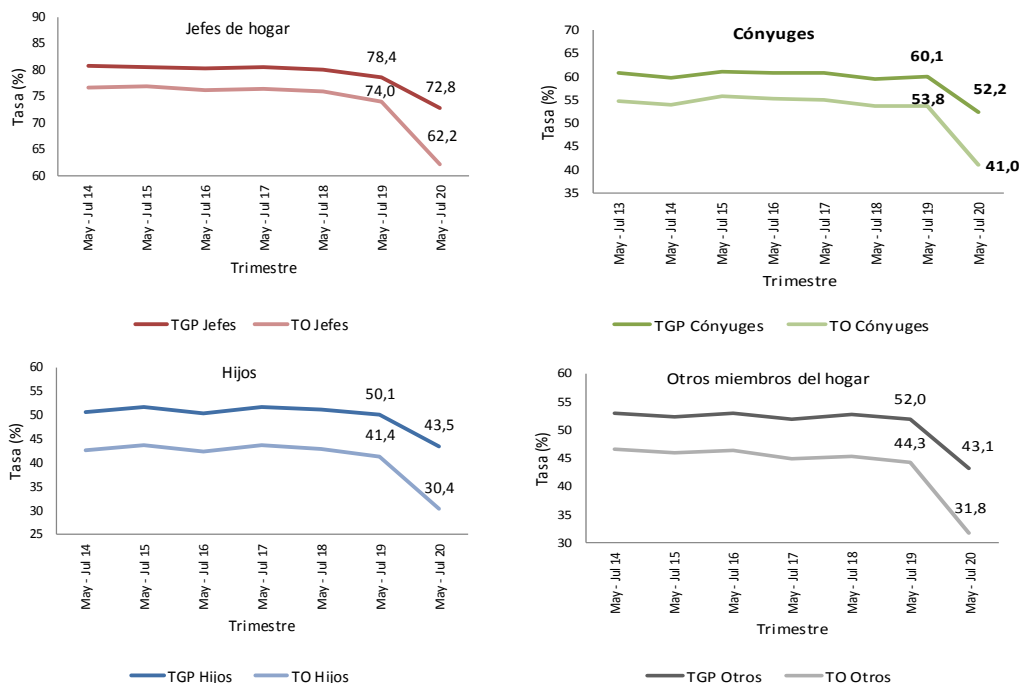 Jefes de hogar
Tasa (%)
90
85
80
75
70
65
60
78,4
74,0
72,8
62,2
May - Jul 14
May - Jul 15
May - Jul 16
May - Jul 17
May - Jul 18
May - Jul 19
May - Jul 20
Trimestre
TGP Jefes TO Jefes
Cónyuges
Tasa (%)
70
65
60
55
50
45
40
35
60,1
53,8
52,2
41,0
May - Jul 13
May - Jul 14
May - Jul 15
May - Jul 16
May - Jul 17
May - Jul 18
May - Jul 19
May - Jul 20
Trimestre
TGP Cónyuges TO Cónyuges
Hijos
Tasa (%)
60
55
50
45
40
35
30
25
50,1
41,4
43,5
30,4
May - Jul 14
May - Jul 15
May - Jul 16
May - Jul 17
May - Jul 18
May - Jul 19
May - Jul 20
Trimestre
TGP Hijos TO Hijos
Otros miembros del hogar
Tasa (%)
60
55
50
45
40
35
30
52,0
44,3
43,1
31,8
May - Jul 14
May - Jul 15
May - Jul 16
May - Jul 17
May - Jul 18
May - Jul 19
May - Jul 20
Trimestre
TGP Otros TO Otros